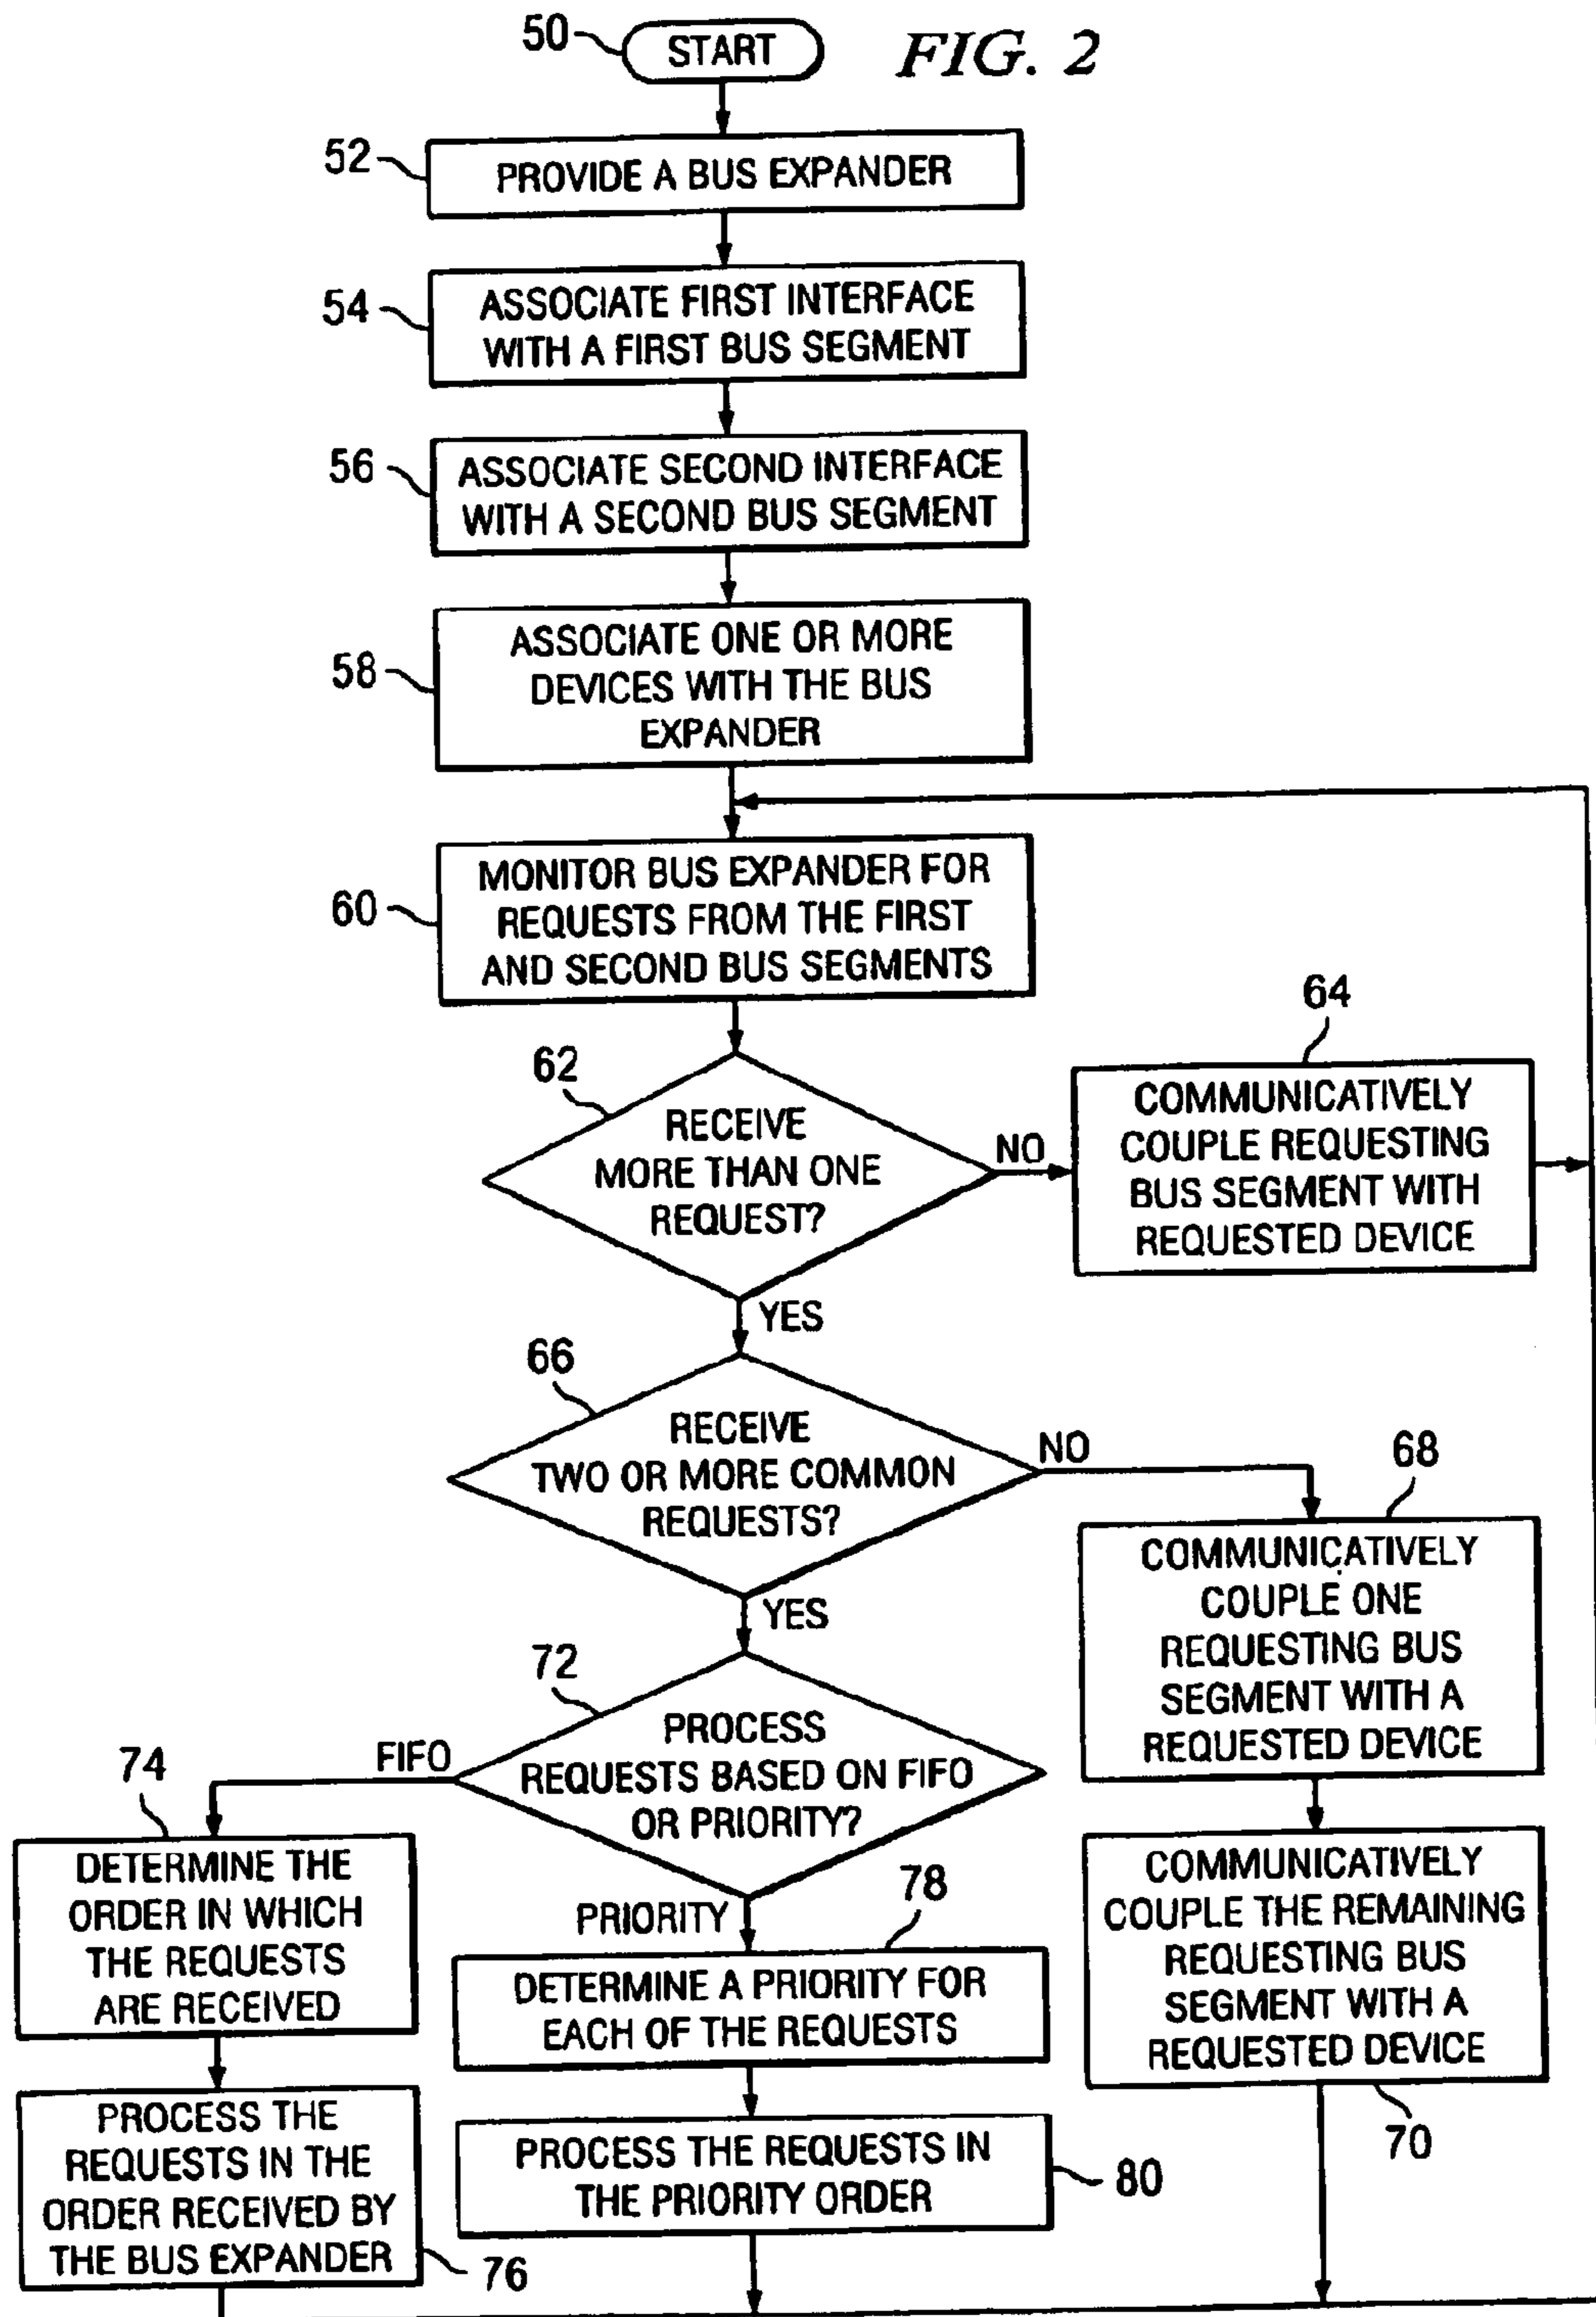 50
START
FIG. 2
52
PROVIDE A BUS EXPANDER
54
ASSOCIATE FIRST INTERFACE
WITH A FIRST BUS SEGMENT
56
ASSOCIATE SECOND INTERFACE
WITH A SECOND BUS SEGMENT
58
ASSOCIATE ONE OR MORE
DEVICES WITH THE BUS
EXPANDER
60
MONITOR BUS EXPANDER FOR
REQUESTS FROM THE FIRST
AND SECOND BUS SEGMENTS
62
RECEIVE
MORE THAN ONE
REQUEST?
NO
64
COMMUNICATIVELY
COUPLE REQUESTING
BUS SEGMENT WITH
REQUESTED DEVICE
YES
66
RECEIVE
TWO OR MORE COMMON
REQUESTS?
NO
68
COMMUNICATIVELY
COUPLE ONE
REQUESTING BUS
SEGMENT WITH A
REQUESTED DEVICE
YES
72
PROCESS
REQUESTS BASED ON FIFO
OR PRIORITY?
FIFO
74
DETERMINE THE
ORDER IN WHICH
THE REQUESTS
ARE RECEIVED
PRIORITY
78
DETERMINE A PRIORITY FOR
EACH OF THE REQUESTS
COMMUNICATIVELY
COUPLE THE REMAINING
REQUESTING BUS
SEGMENT WITH A
REQUESTED DEVICE
70
PROCESS THE
REQUESTS IN THE
ORDER RECEIVED BY
THE BUS EXPANDER
76
PROCESS THE REQUESTS IN
THE PRIORITY ORDER
80